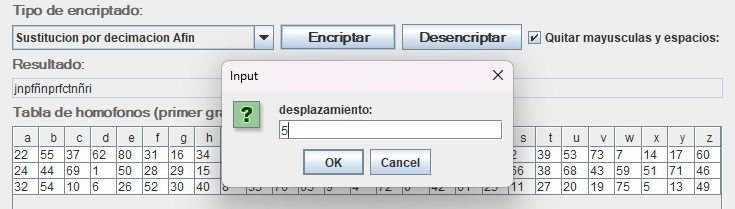 Tipo de encriptado:
Sustitucion por decimacion Afin Encriptar Desencriptar Quitar mayusculas y espacios:
Resultado:
jnpfñnprfctnñri
Input
Tabla de homofonos (primer gra
desplazamiento:
5
OK Cancel
a b c d e f g h s t u v w x y z
22 55 37 62 80 31 16 34 39 53 73 7 14 17 60
24 44 69 1 50 28 29 15 66 38 68 43 59 51 71 46
32 54 10 6 26 52 30 40 11 27 20 19 75 5 13 49